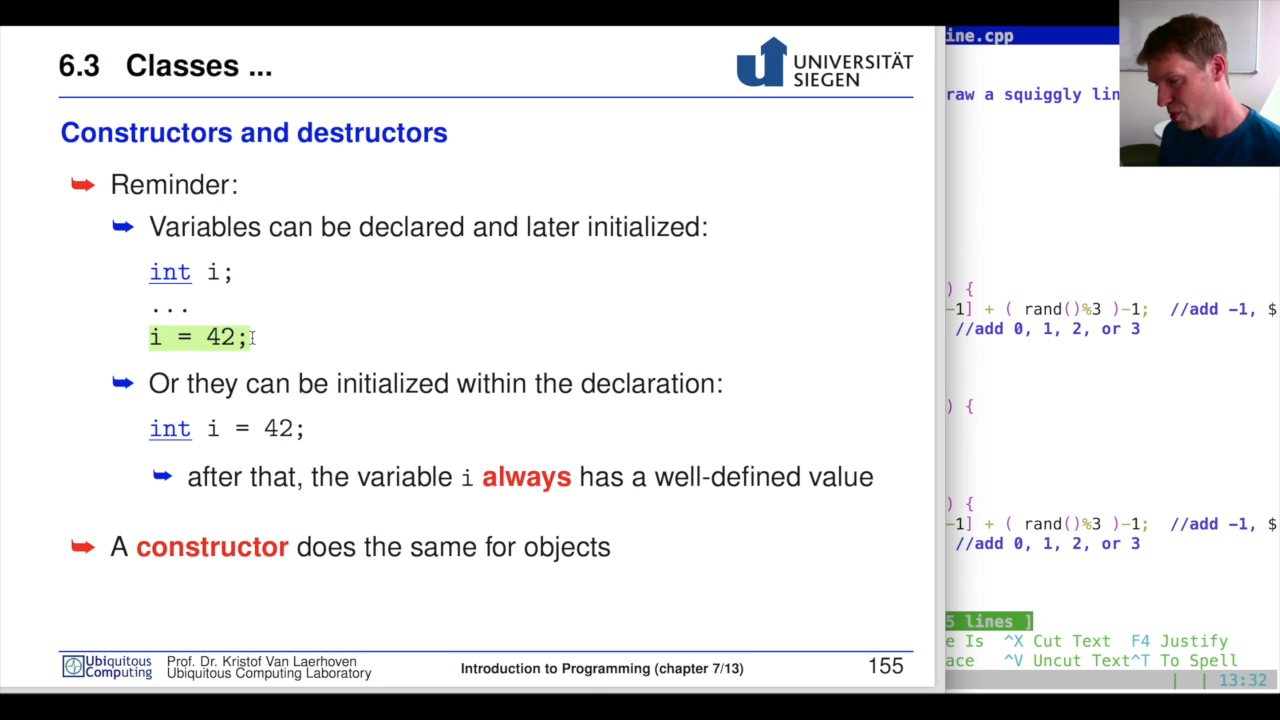 6.3 Classes ...
UNIVERSITÄT
SIEGEN
Constructors and destructors
Reminder:
Variables can be declared and later initialized:
int i;
...
i = 42;
Or they can be initialized within the declaration:
int i = 42;
after that, the variable i always has a well-defined value
A constructor does the same for objects
Ubiquitous
Computing
Prof. Dr. Kristof Van Laerhoven
Ubiquitous Computing Laboratory
Introduction to Programming (chapter 7/13)
155
ine.cpp
raw a squiggly lin
) {
-1] + ( rand()%3 )-1; //add -1, $
//add 0, 1, 2, or 3
) {
) {
-1] + ( rand()%3 )-1; //add -1, $
//add 0, 1, 2, or 3
5 lines ]
e Is ^X Cut Text F4 Justify
ace ^V Uncut Text^T To Spell
| | 13:32